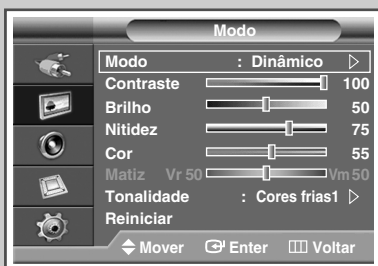 Modo
Modo : Dinâmico
Contraste 100
Brilho 50
Nitidez 75
Cor 55
Matiz Vr 50 Vm 50
Tonalidade : Cores frias1
Reiniciar
Mover Enter Voltar